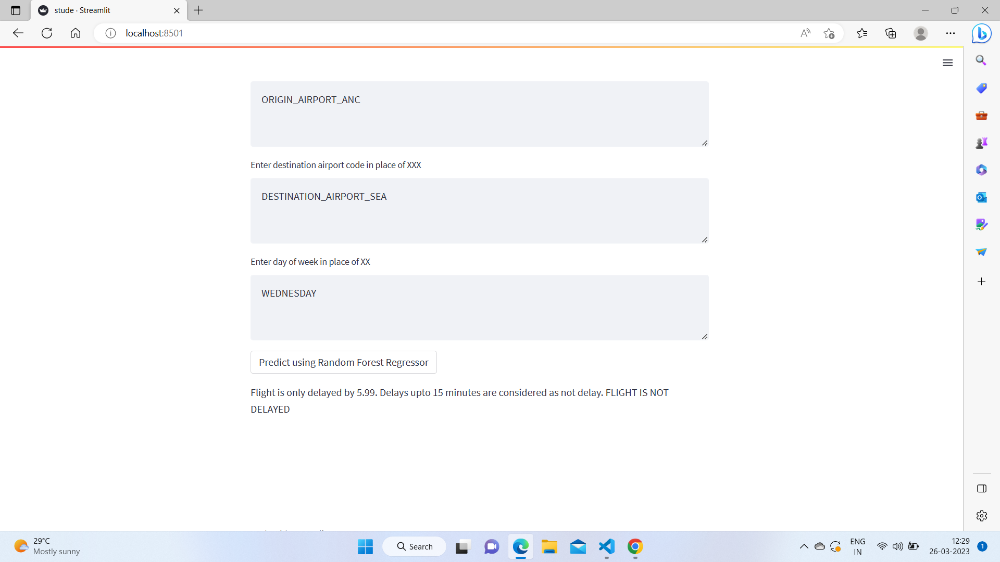 stude · Streamlit
localhost:8501
ORIGIN_AIRPORT_ANC
Enter destination airport code in place of XXX
DESTINATION_AIRPORT_SEA
Enter day of week in place of XX
WEDNESDAY
Predict using Random Forest Regressor
Flight is only delayed by 5.99. Delays upto 15 minutes are considered as not delay. FLIGHT IS NOT
DELAYED
29°C
Mostly sunny
Search
ENG
IN
12:29
26-03-2023
1